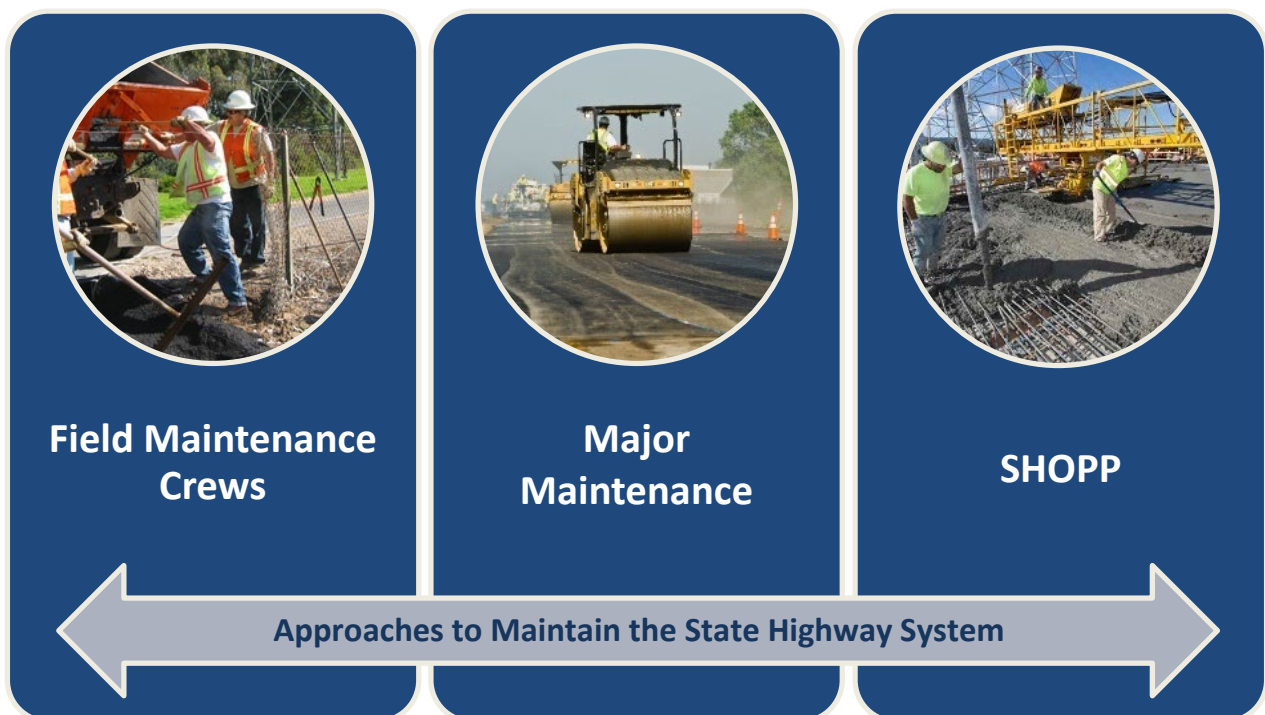 Field Maintenance
Crews
Major
Maintenance
SHOPP
Approaches to Maintain the State Highway System